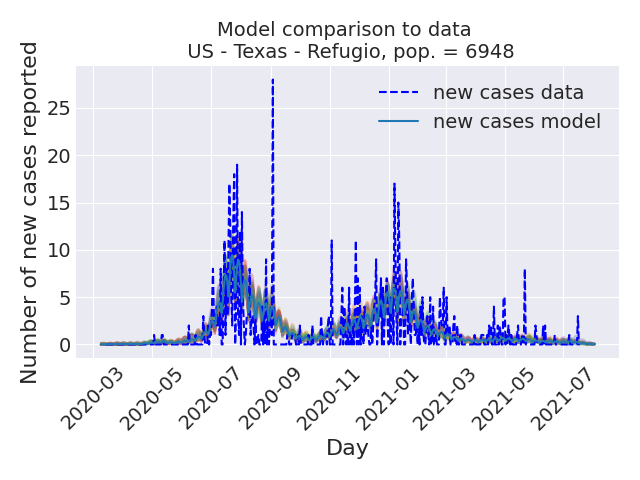 Model comparison to data
US - Texas - Refugio, pop. = 6948
Number of new cases reported
25
20
15
10
5
0
new cases data
new cases model
2020-03
2020-05
2020-07
2020-09
2020-11
2021-01
2021-03
2021-05
2021-07
Day